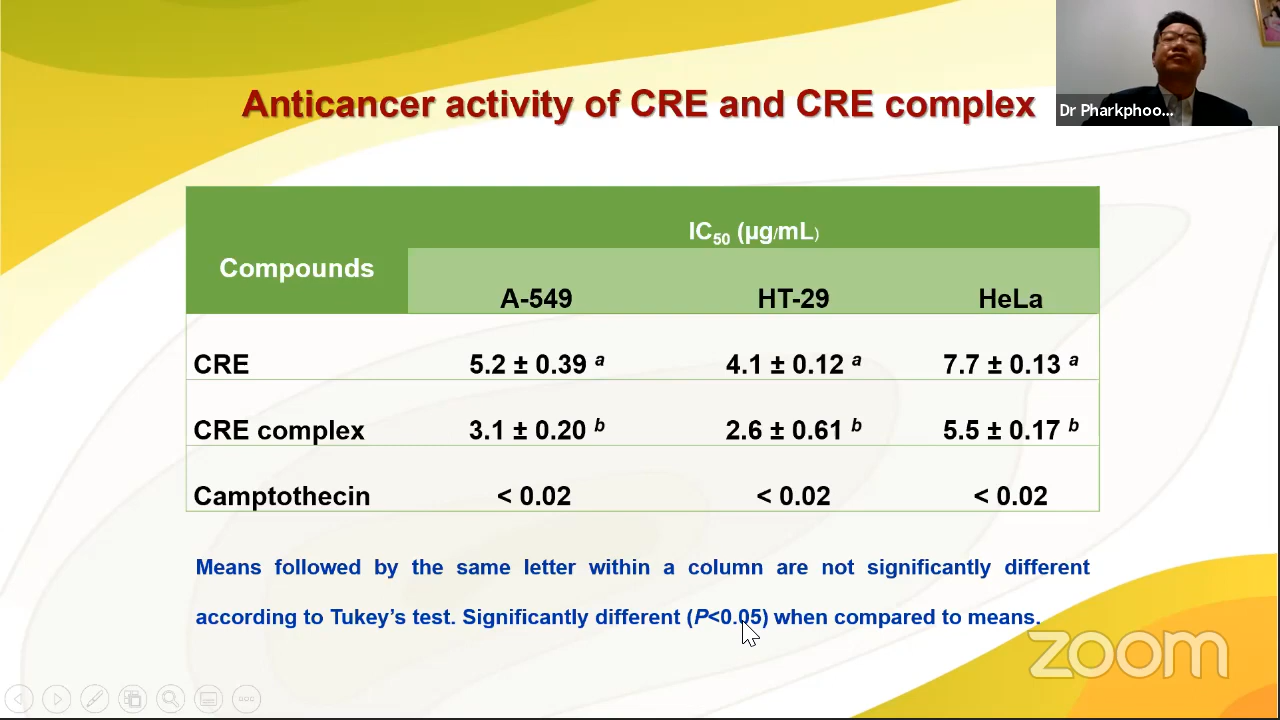 Anticancer activity of CRE and CRE complex
Dr Pharkphoo...
Compounds
IC50 (µg/mL)
A-549 HT-29 HeLa
CRE 5.2 ± 0.39 a 4.1 ± 0.12 a 7.7 ± 0.13 a
CRE complex 3.1 ± 0.20 b 2.6 ± 0.61 b 5.5 ± 0.17 b
Camptothecin < 0.02 < 0.02 < 0.02
Means followed by the same letter within a column are not significantly different
according to Tukey's test. Significantly different (P<0.05) when compared to means.
zoom